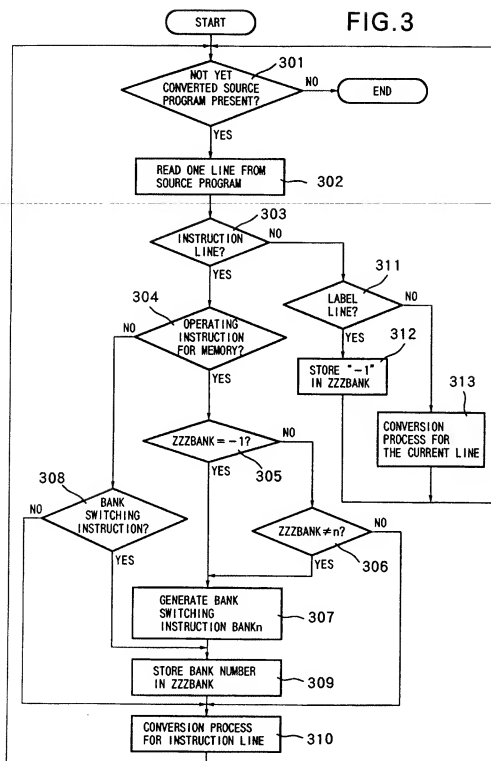 START
FIG.3
301
NOT YET
CONVERTED SOURCE
PROGRAM PRESENT?
NO
END
YES
READ ONE LINE FROM
SOURCE PROGRAM
302
303
INSTRUCTION
LINE?
NO
YES
311
LABEL
LINE?
NO
YES
304
OPERATING
INSTRUCTION
FOR MEMORY?
NO
YES
312
STORE "-1"
IN ZZZBANK
313
CONVERSION
PROCESS FOR
THE CURRENT LINE
ZZZBANK = -1?
NO
305
YES
308
BANK
SWITCHING
INSTRUCTION?
NO
YES
ZZZBANK≠n?
NO
306
YES
GENERATE BANK
SWITCHING
INSTRUCTION BANKn
307
STORE BANK NUMBER
IN ZZZBANK
309
CONVERSION PROCESS
FOR INSTRUCTION LINE
310